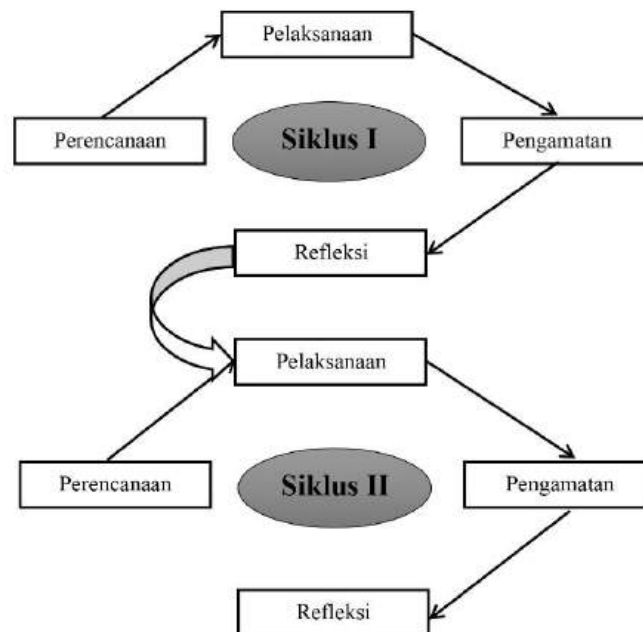 Pelaksanaan
Perencanaan
Siklus I
Pengamatan
Refleksi
Pelaksanaan
Perencanaan
Siklus II
Pengamatan
Refleksi